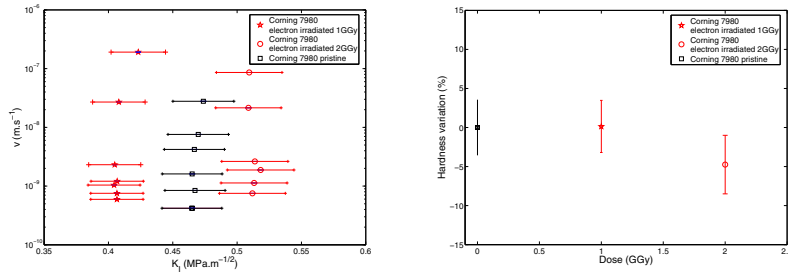 10⁻⁶
10⁻⁷
10⁻⁸
10⁻⁹
10⁻¹⁰
v (m.s⁻¹)
0.35 0.4 0.45 0.5 0.55 0.6
K_I (MPa.m⁻¹/²)
Corning 7980
electron irradiated 1GGy
Corning 7980
electron irradiated 2GGy
Corning 7980 pristine
15
10
5
0
−5
−10
−15
Hardness variation (%)
0 0.5 1 1.5 2 2.
Dose (GGy)
Corning 7980
electron irradiated 1GGy
Corning 7980
electron irradiated 2GGy
Corning 7980 pristine